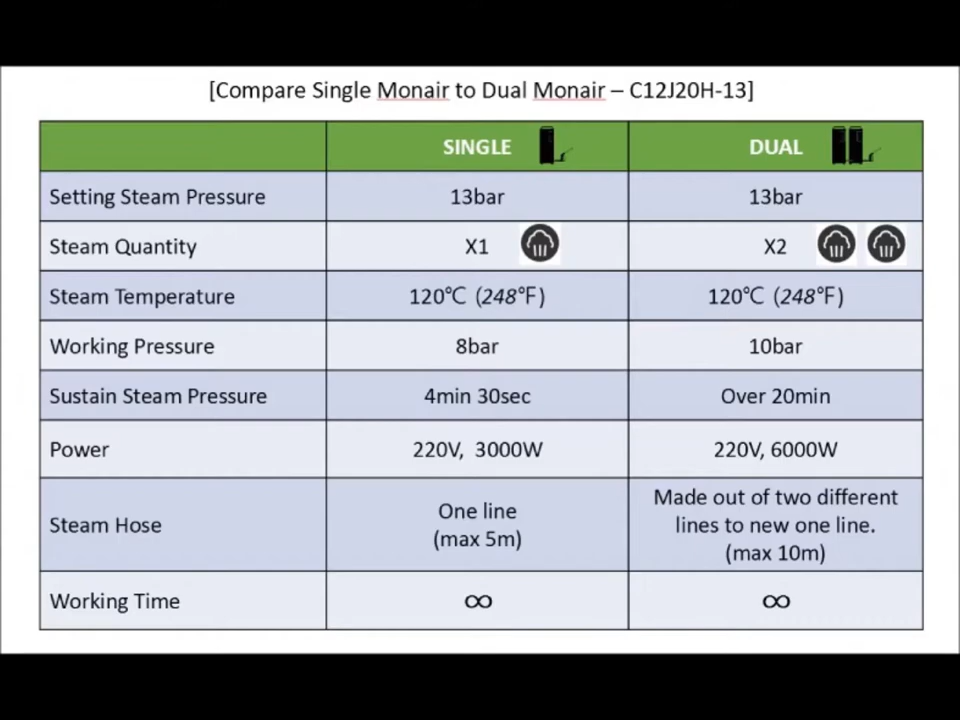 [Compare Single Monair to Dual Monair – C12J20H-13]
SINGLE DUAL
Setting Steam Pressure 13bar 13bar
Steam Quantity X1 X2
Steam Temperature 120℃ (248℉) 120℃ (248℉)
Working Pressure 8bar 10bar
Sustain Steam Pressure 4min 30sec Over 20min
Power 220V, 3000W 220V, 6000W
Steam Hose
One line
(max 5m)
Made out of two different
lines to new one line.
(max 10m)
Working Time ∞ ∞